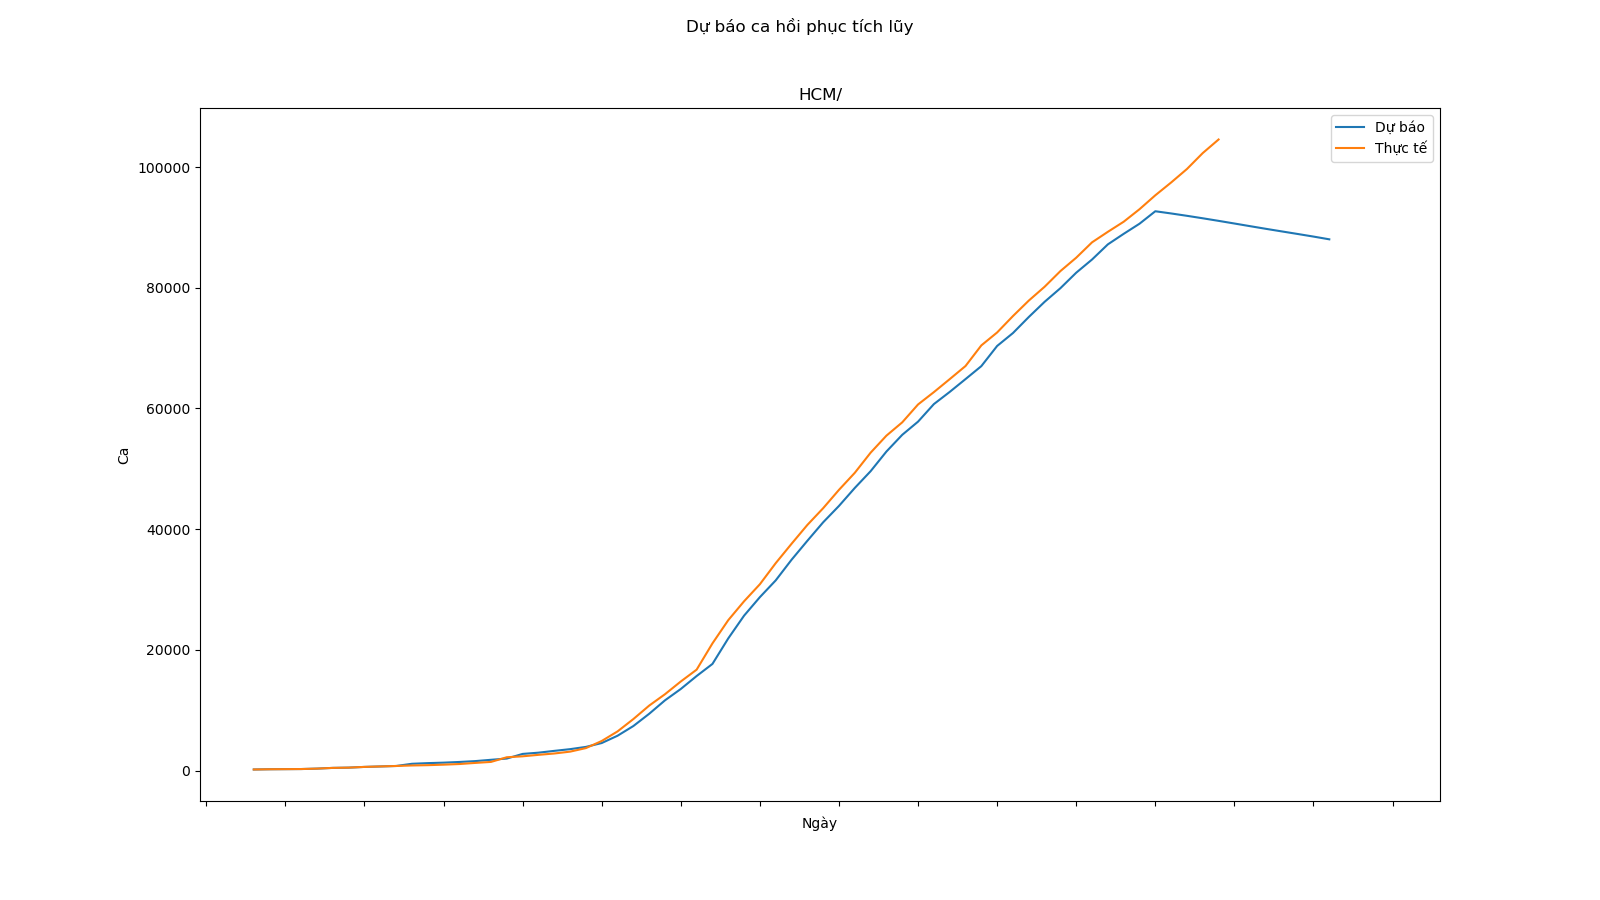 Dự báo ca hồi phục tích lũy
HCM/
Dự báo
Thực tế
100000
80000
60000
40000
20000
0
Ca
Ngày